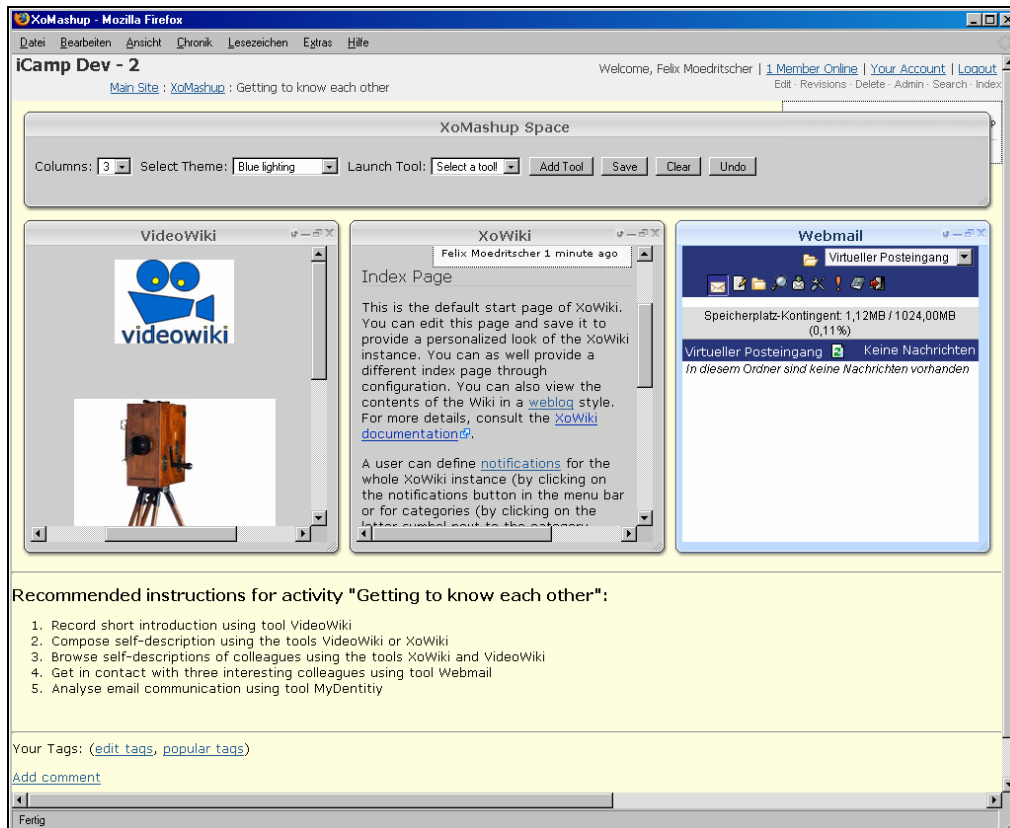 XoMashup - Mozilla Firefox
Datei Bearbeiten Ansicht Chronik Lesezeichen Extras Hilfe
iCamp Dev - 2
Welcome, Felix Moedritscher | 1 Member Online | Your Account | Logout
Main Site : XoMashup : Getting to know each other
Edit · Revisions · Delete · Admin · Search · Index
XoMashup Space
Columns: 3 Select Theme: Blue lighting Launch Tool: Select a tool! Add Tool Save Clear Undo
VideoWiki
videowiki
XoWiki
Felix Moedritscher 1 minute ago
Index Page
This is the default start page of XoWiki.
You can edit this page and save it to
provide a personalized look of the XoWiki
instance. You can as well provide a
different index page through
configuration. You can also view the
contents of the Wiki in a weblog style.
For more details, consult the XoWiki
documentation.
A user can define notifications for the
whole XoWiki instance (by clicking on
the notifications button in the menu bar
or for categories (by clicking on the
letter symbol next to the category
Webmail
Virtueller Posteingang
Speicherplatz-Kontingent: 1,12MB / 1024,00MB
(0,11%)
Virtueller Posteingang Keine Nachrichten
In diesem Ordner sind keine Nachrichten vorhanden
Recommended instructions for activity "Getting to know each other":
1. Record short introduction using tool VideoWiki
2. Compose self-description using the tools VideoWiki or XoWiki
3. Browse self-descriptions of colleagues using the tools XoWiki and VideoWiki
4. Get in contact with three interesting colleagues using tool Webmail
5. Analyse email communication using tool MyDentitiy
Your Tags: (edit tags, popular tags)
Add comment
Fertig